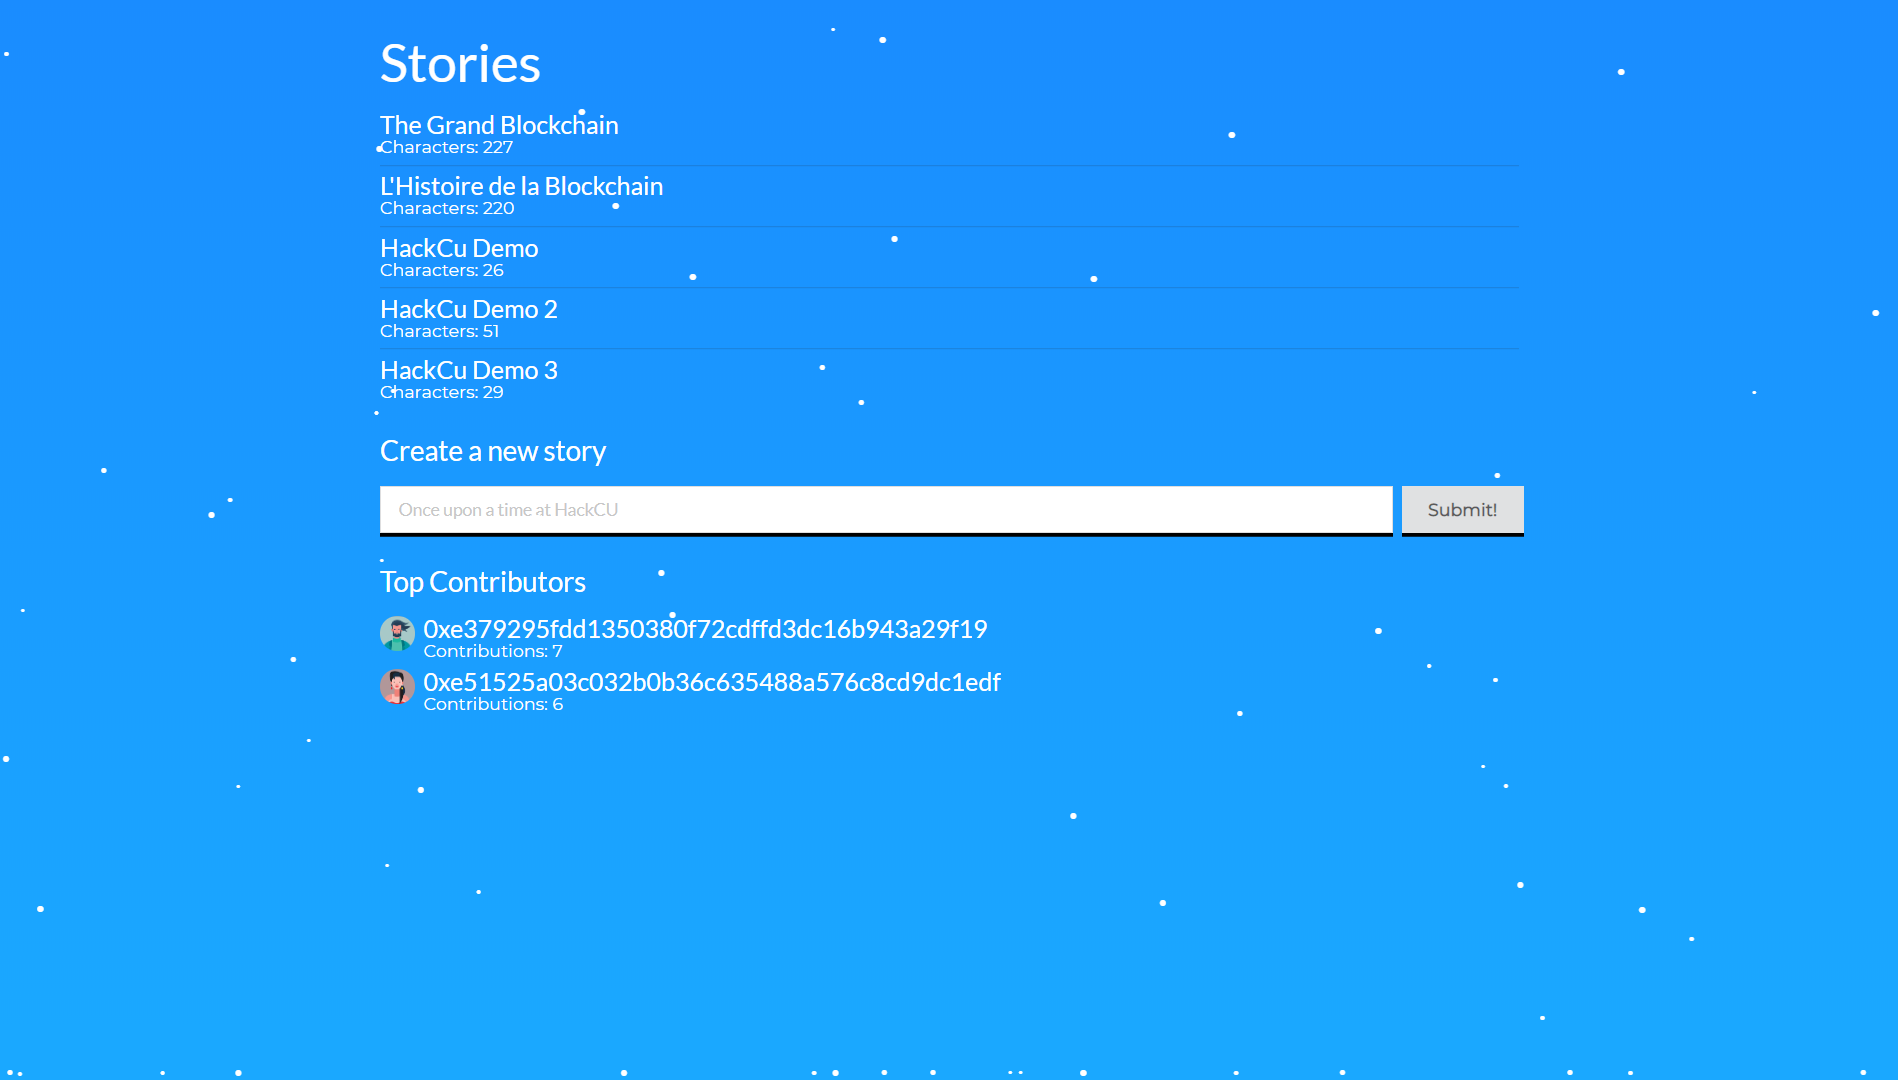 Stories
The Grand Blockchain
Characters: 227
L'Histoire de la Blockchain
Characters: 220
HackCu Demo
Characters: 26
HackCu Demo 2
Characters: 51
HackCu Demo 3
Characters: 29
Create a new story
Once upon a time at HackCU
Submit!
Top Contributors
0xe379295fdd1350380f72cdffd3dc16b943a29f19
Contributions: 7
0xe51525a03c032b0b36c635488a576c8cd9dc1edf
Contributions: 6